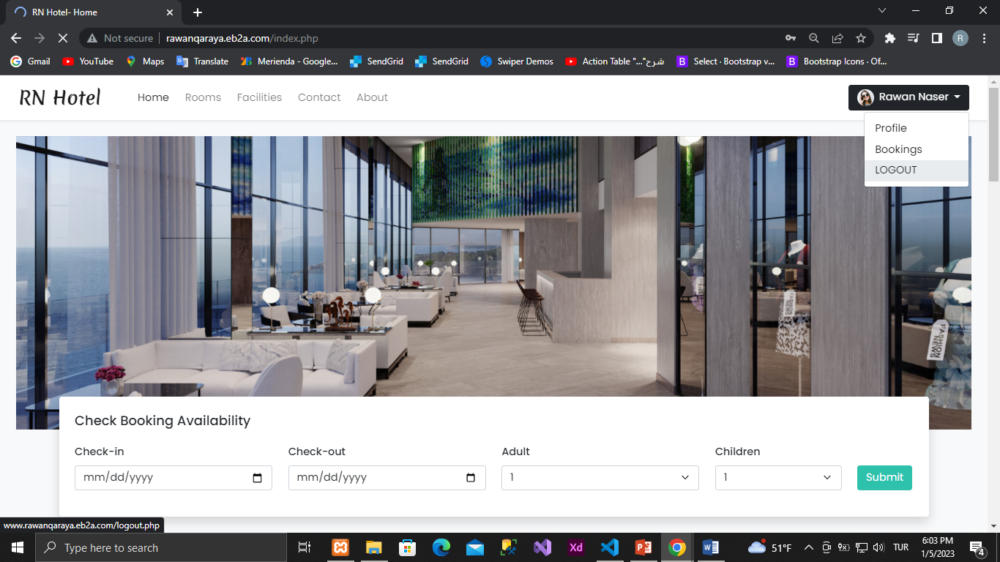 RN Hotel- Home
Not secure rawanqaraya.eb2a.com/index.php
R
Gmail YouTube Maps Translate Merienda - Google... SendGrid SendGrid Swiper Demos Action Table "..."شرح Select · Bootstrap v... Bootstrap Icons · Of...
RN Hotel Home Rooms Facilities Contact About Rawan Naser
Profile
Bookings
LOGOUT
FASHION NEWS
FASHION NEWS
Check Booking Availability
Check-in Check-out Adult Children
mm/dd/yyyy mm/dd/yyyy 1 1 Submit
www.rawanqaraya.eb2a.com/logout.php
Type here to search Xd 51°F TUR 6:03 PM
1/5/2023 4